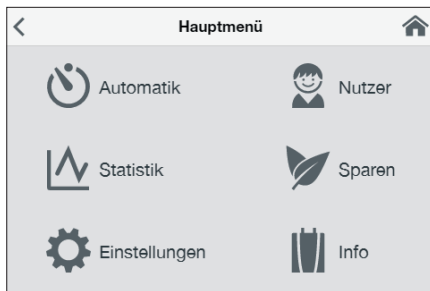 Hauptmenü
Automatik
Nutzer
Statistik
Sparen
Einstellungen
Info